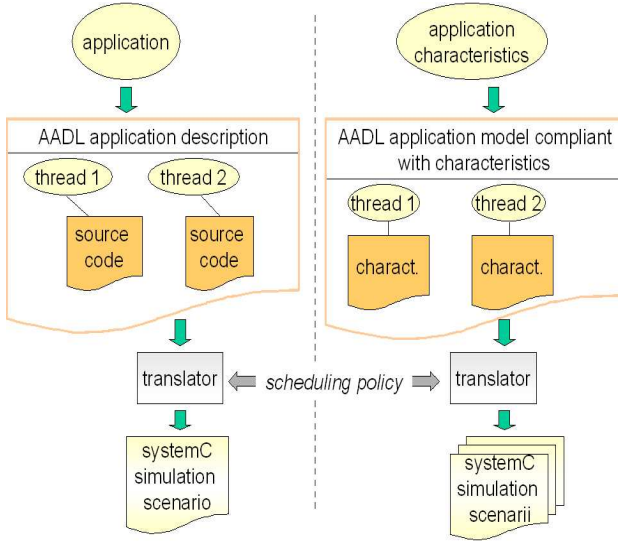 application
AADL application description
thread 1
thread 2
source
code
source
code
translator
systemC
simulation
scenario
scheduling policy
application
characteristics
AADL application model compliant
with characteristics
thread 1
thread 2
charact.
charact.
translator
systemC
simulation
scenarii